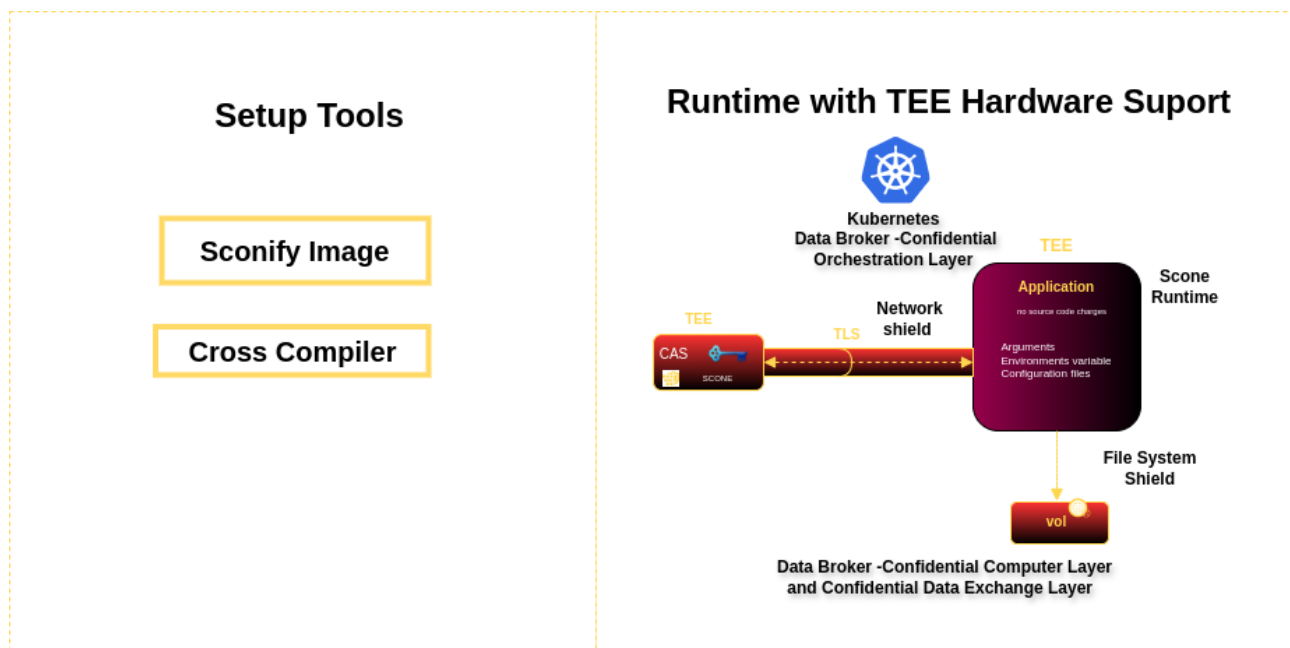 Setup Tools
Sconify Image
Cross Compiler
Runtime with TEE Hardware Suport
Kubernetes
Data Broker -Confidential
Orchestration Layer
TEE
Application
no source code charges
Arguments
Environments variable
Configuration files
Scone
Runtime
Network
shield
TLS
TEE
CAS
SCONE
File System
Shield
vol
Data Broker -Confidential Computer Layer
and Confidential Data Exchange Layer